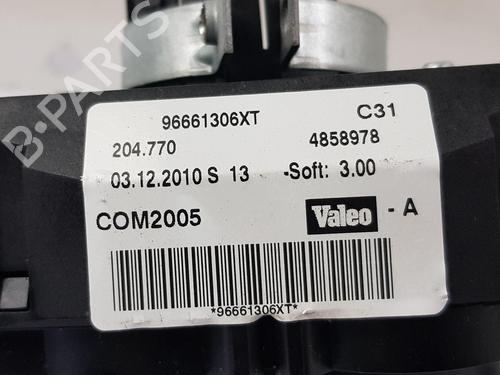 96661306XT C31
204.770 4858978
03.12.2010 S 13 -Soft: 3.00
COM2005 Valeo - A
*96661306XT*
B-PARTS